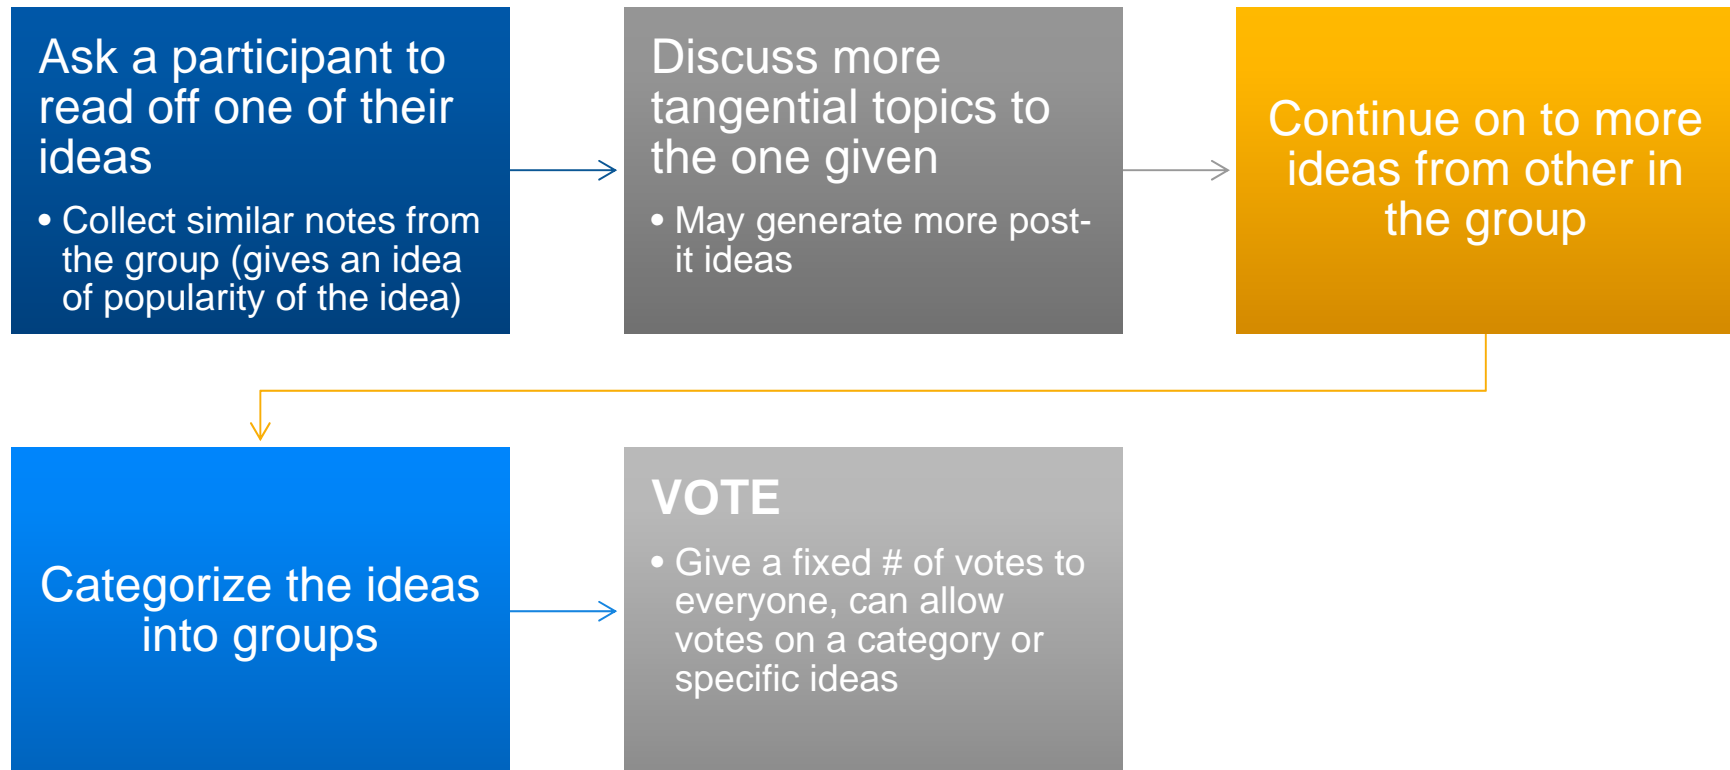 Ask a participant to
read off one of their
ideas
• Collect similar notes from
the group (gives an idea
of popularity of the idea)
Discuss more
tangential topics to
the one given
• May generate more post-
it ideas
Continue on to more
ideas from other in
the group
Categorize the ideas
into groups
VOTE
• Give a fixed # of votes to
everyone, can allow
votes on a category or
specific ideas